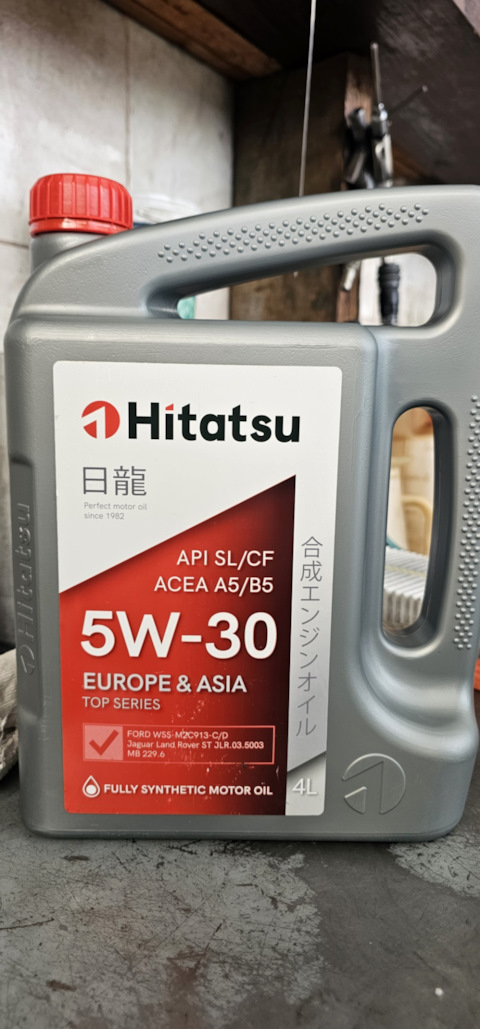 Hitatsu
日龍
Perfect motor oil
since 1982
API SL/CF
ACEA A5/B5
5W-30
EUROPE & ASIA
TOP SERIES
FORD WSS-M2C913-C/D
Jaguar Land Rover ST JLR.03.5003
MB 229.6
FULLY SYNTHETIC MOTOR OIL
合成エンジンオイル
4L
Hitatsu